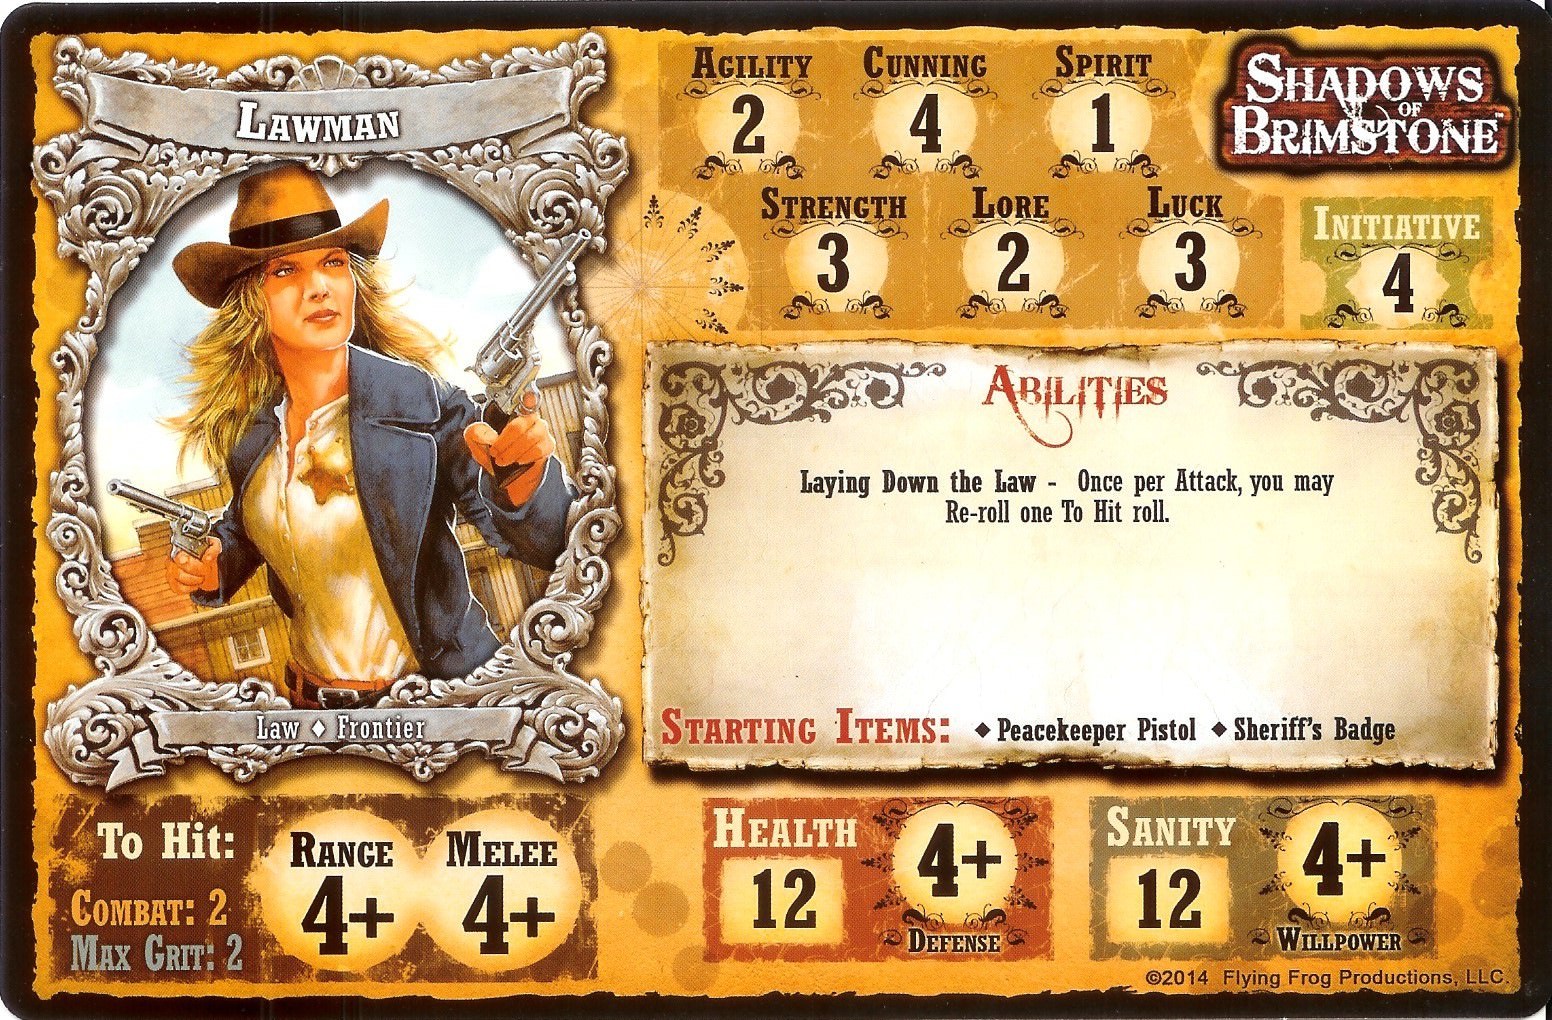 LAWMAN
AGILITY CUNNING SPIRIT
2 4 1
SHADOWS
OF
BRIMSTONE™
STRENGTH LORE LUCK
3 2 3
INITIATIVE
4
ABILITIES
Laying Down the Law - Once per Attack, you may
Re-roll one To Hit roll.
STARTING ITEMS: ♦ Peacekeeper Pistol ♦ Sheriff's Badge
Law ♦ Frontier
TO HIT:
RANGE MELEE
4+ 4+
COMBAT: 2
MAX GRIT: 2
HEALTH
12
4+
DEFENSE
SANITY
12
4+
WILLPOWER
©2014 Flying Frog Productions, LLC.